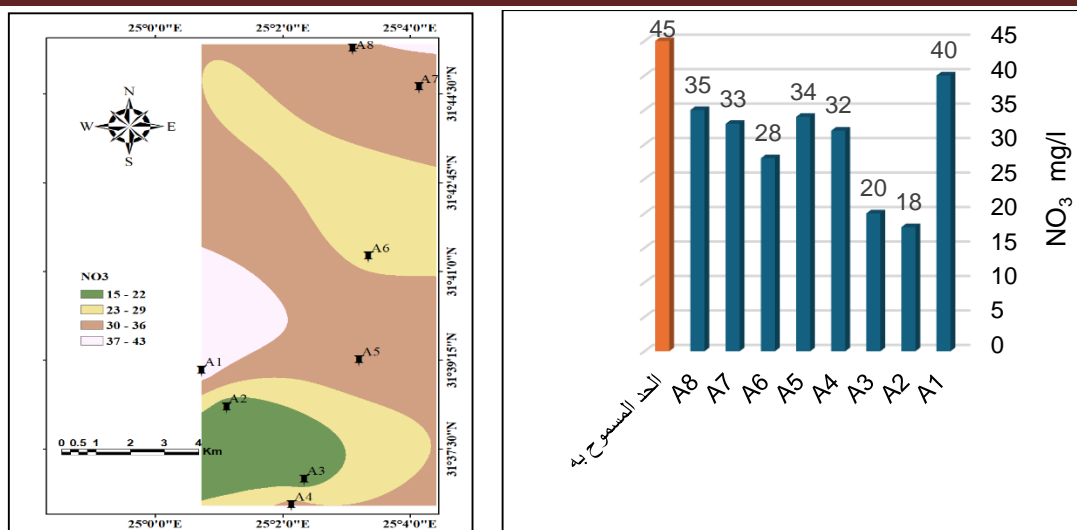 25°0'0"E
25°2'0"E
25°4'0"E
A8
A7
31°44'30"N
N
W
E
S
31°42'45"N
A6
31°41'0"N
NO3
15 - 22
23 - 29
30 - 36
37 - 43
A1
A5
31°39'15"N
A2
0 0.5 1 2 3 4
Km
31°37'30"N
A3
A4
25°0'0"E
25°2'0"E
25°4'0"E
45
35
33
28
34
32
20
18
40
45
40
35
30
25
20
15
10
5
0
NO₃ mg/l
الحد المسموح به
A8
A7
A6
A5
A4
A3
A2
A1